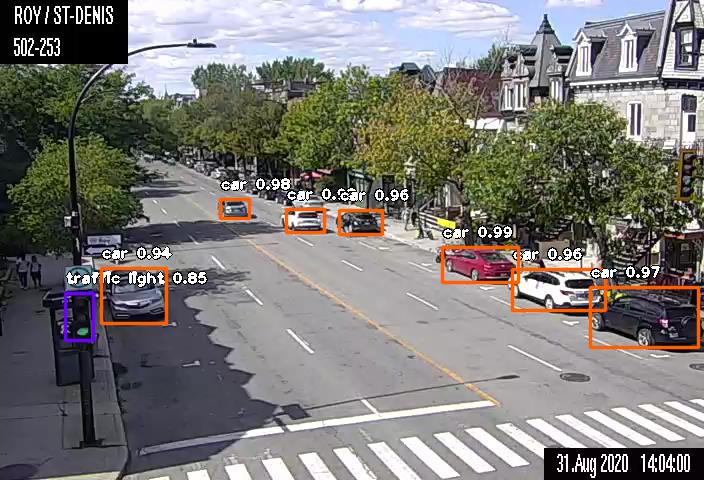 ROY / ST-DENIS
502-253
car 0.98
car 0.96
car 0.99
car 0.94
car 0.96
car 0.97
traffic light 0.85
31.Aug 2020 14:04:00